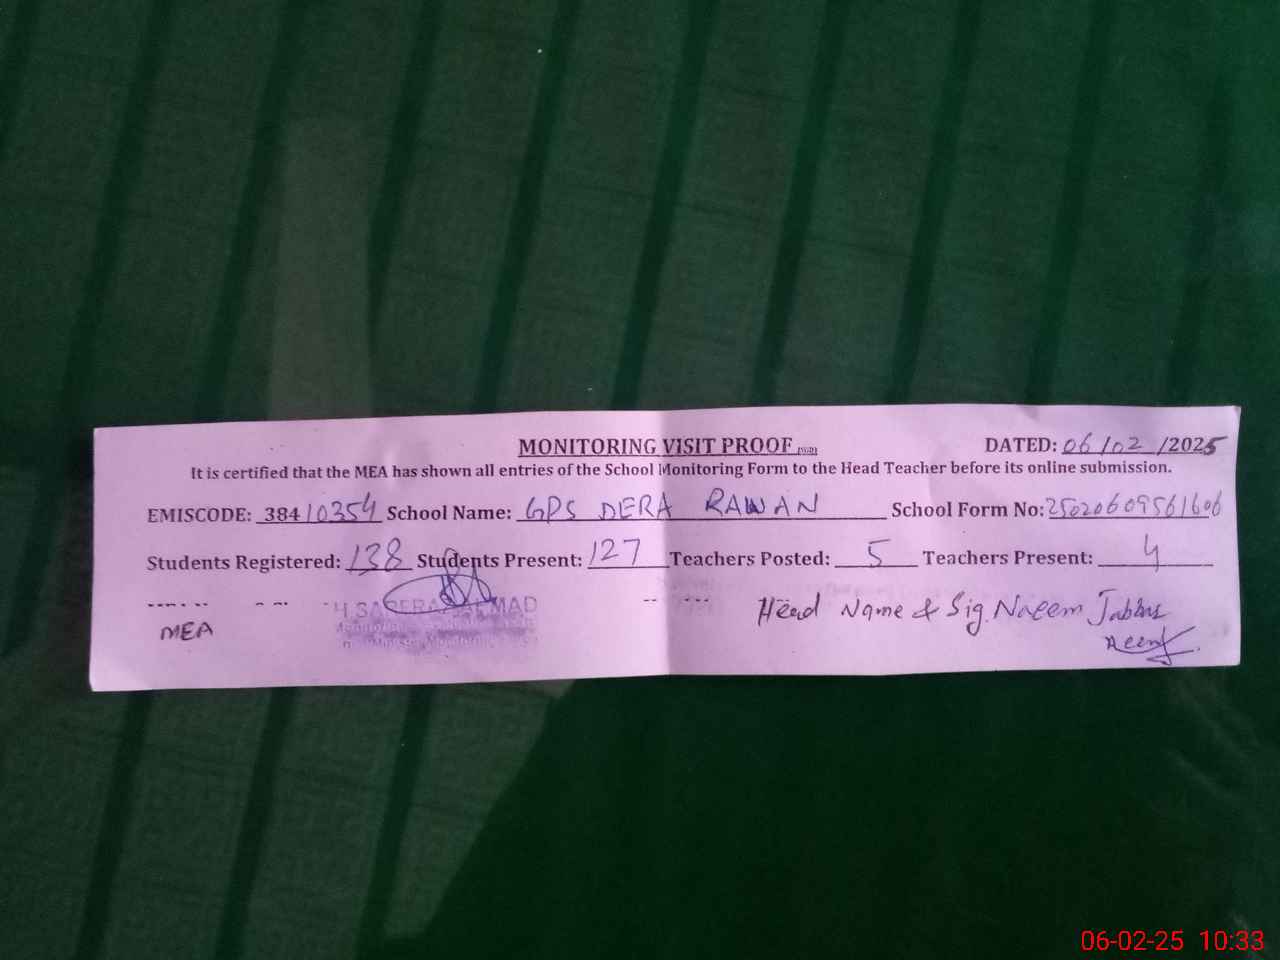 MONITORING VISIT PROOF
DATED: 06/02/2025
It is certified that the MEA has shown all entries of the School Monitoring Form to the Head Teacher before its online submission.
EMISCODE: 38410354 School Name: GPS DERA RAWAN School Form No: 25020609561606
Students Registered: 138 Students Present: 127 Teachers Posted: 5 Teachers Present: 4
MEA
Head Name & Sig. Naeem Jabbar
06-02-25 10:33